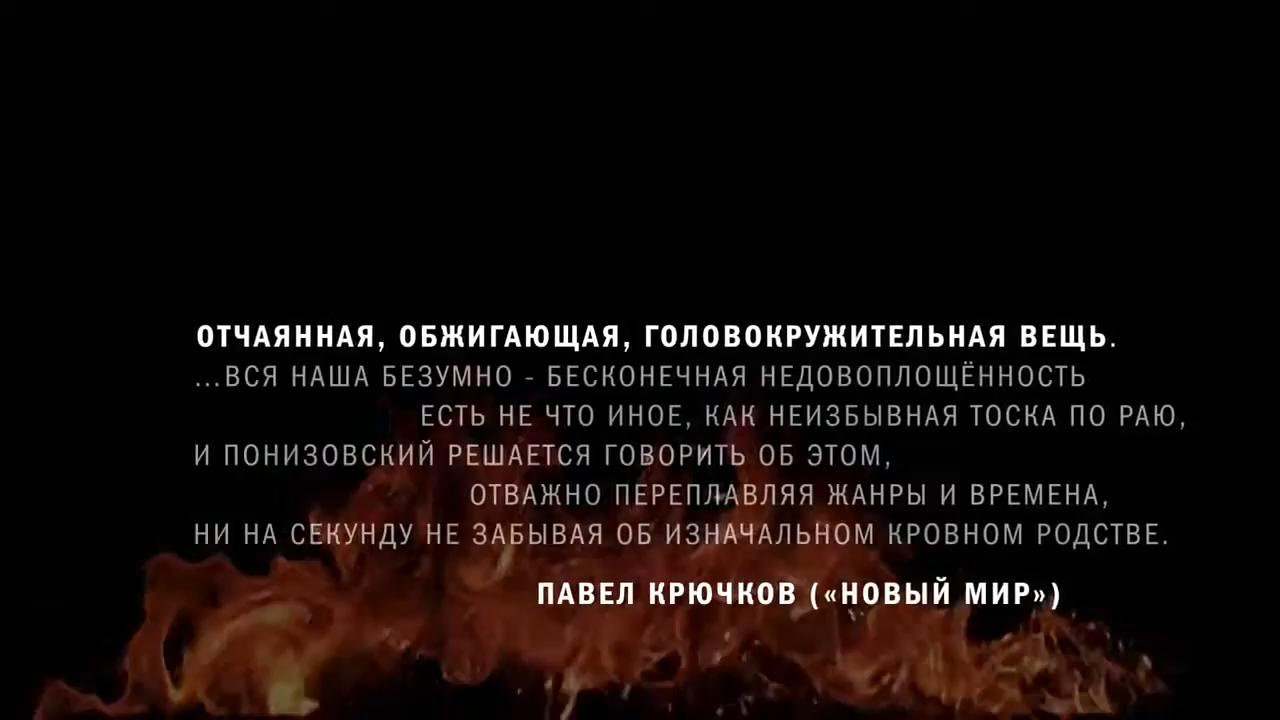 ОТЧАЯННАЯ, ОБЖИГАЮЩАЯ, ГОЛОВОКРУЖИТЕЛЬНАЯ ВЕЩЬ.
...ВСЯ НАША БЕЗУМНО - БЕСКОНЕЧНАЯ НЕДОВОПЛОЩЁННОСТЬ
ЕСТЬ НЕ ЧТО ИНОЕ, КАК НЕИЗБЫВНАЯ ТОСКА ПО РАЮ,
И ПОНИЗОВСКИЙ РЕШАЕТСЯ ГОВОРИТЬ ОБ ЭТОМ,
ОТВАЖНО ПЕРЕПЛАВЛЯЯ ЖАНРЫ И ВРЕМЕНА,
НИ НА СЕКУНДУ НЕ ЗАБЫВАЯ ОБ ИЗНАЧАЛЬНОМ КРОВНОМ РОДСТВЕ.
ПАВЕЛ КРЮЧКОВ («НОВЫЙ МИР»)